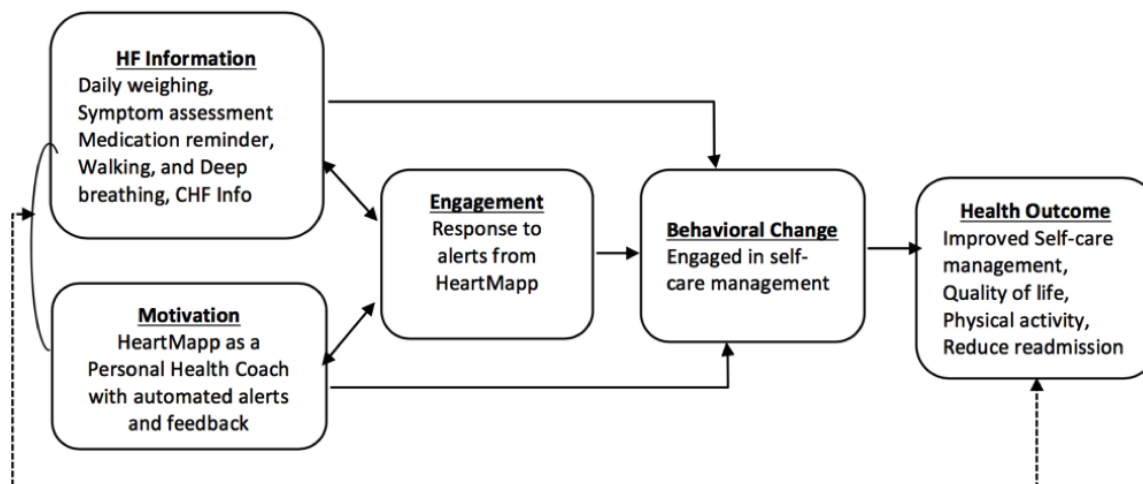 HF Information
Daily weighing,
Symptom assessment
Medication reminder,
Walking, and Deep
breathing, CHF Info
Motivation
HeartMapp as a
Personal Health Coach
with automated alerts
and feedback
Engagement
Response to
alerts from
HeartMapp
Behavioral Change
Engaged in self-
care management
Health Outcome
Improved Self-care
management,
Quality of life,
Physical activity,
Reduce readmission